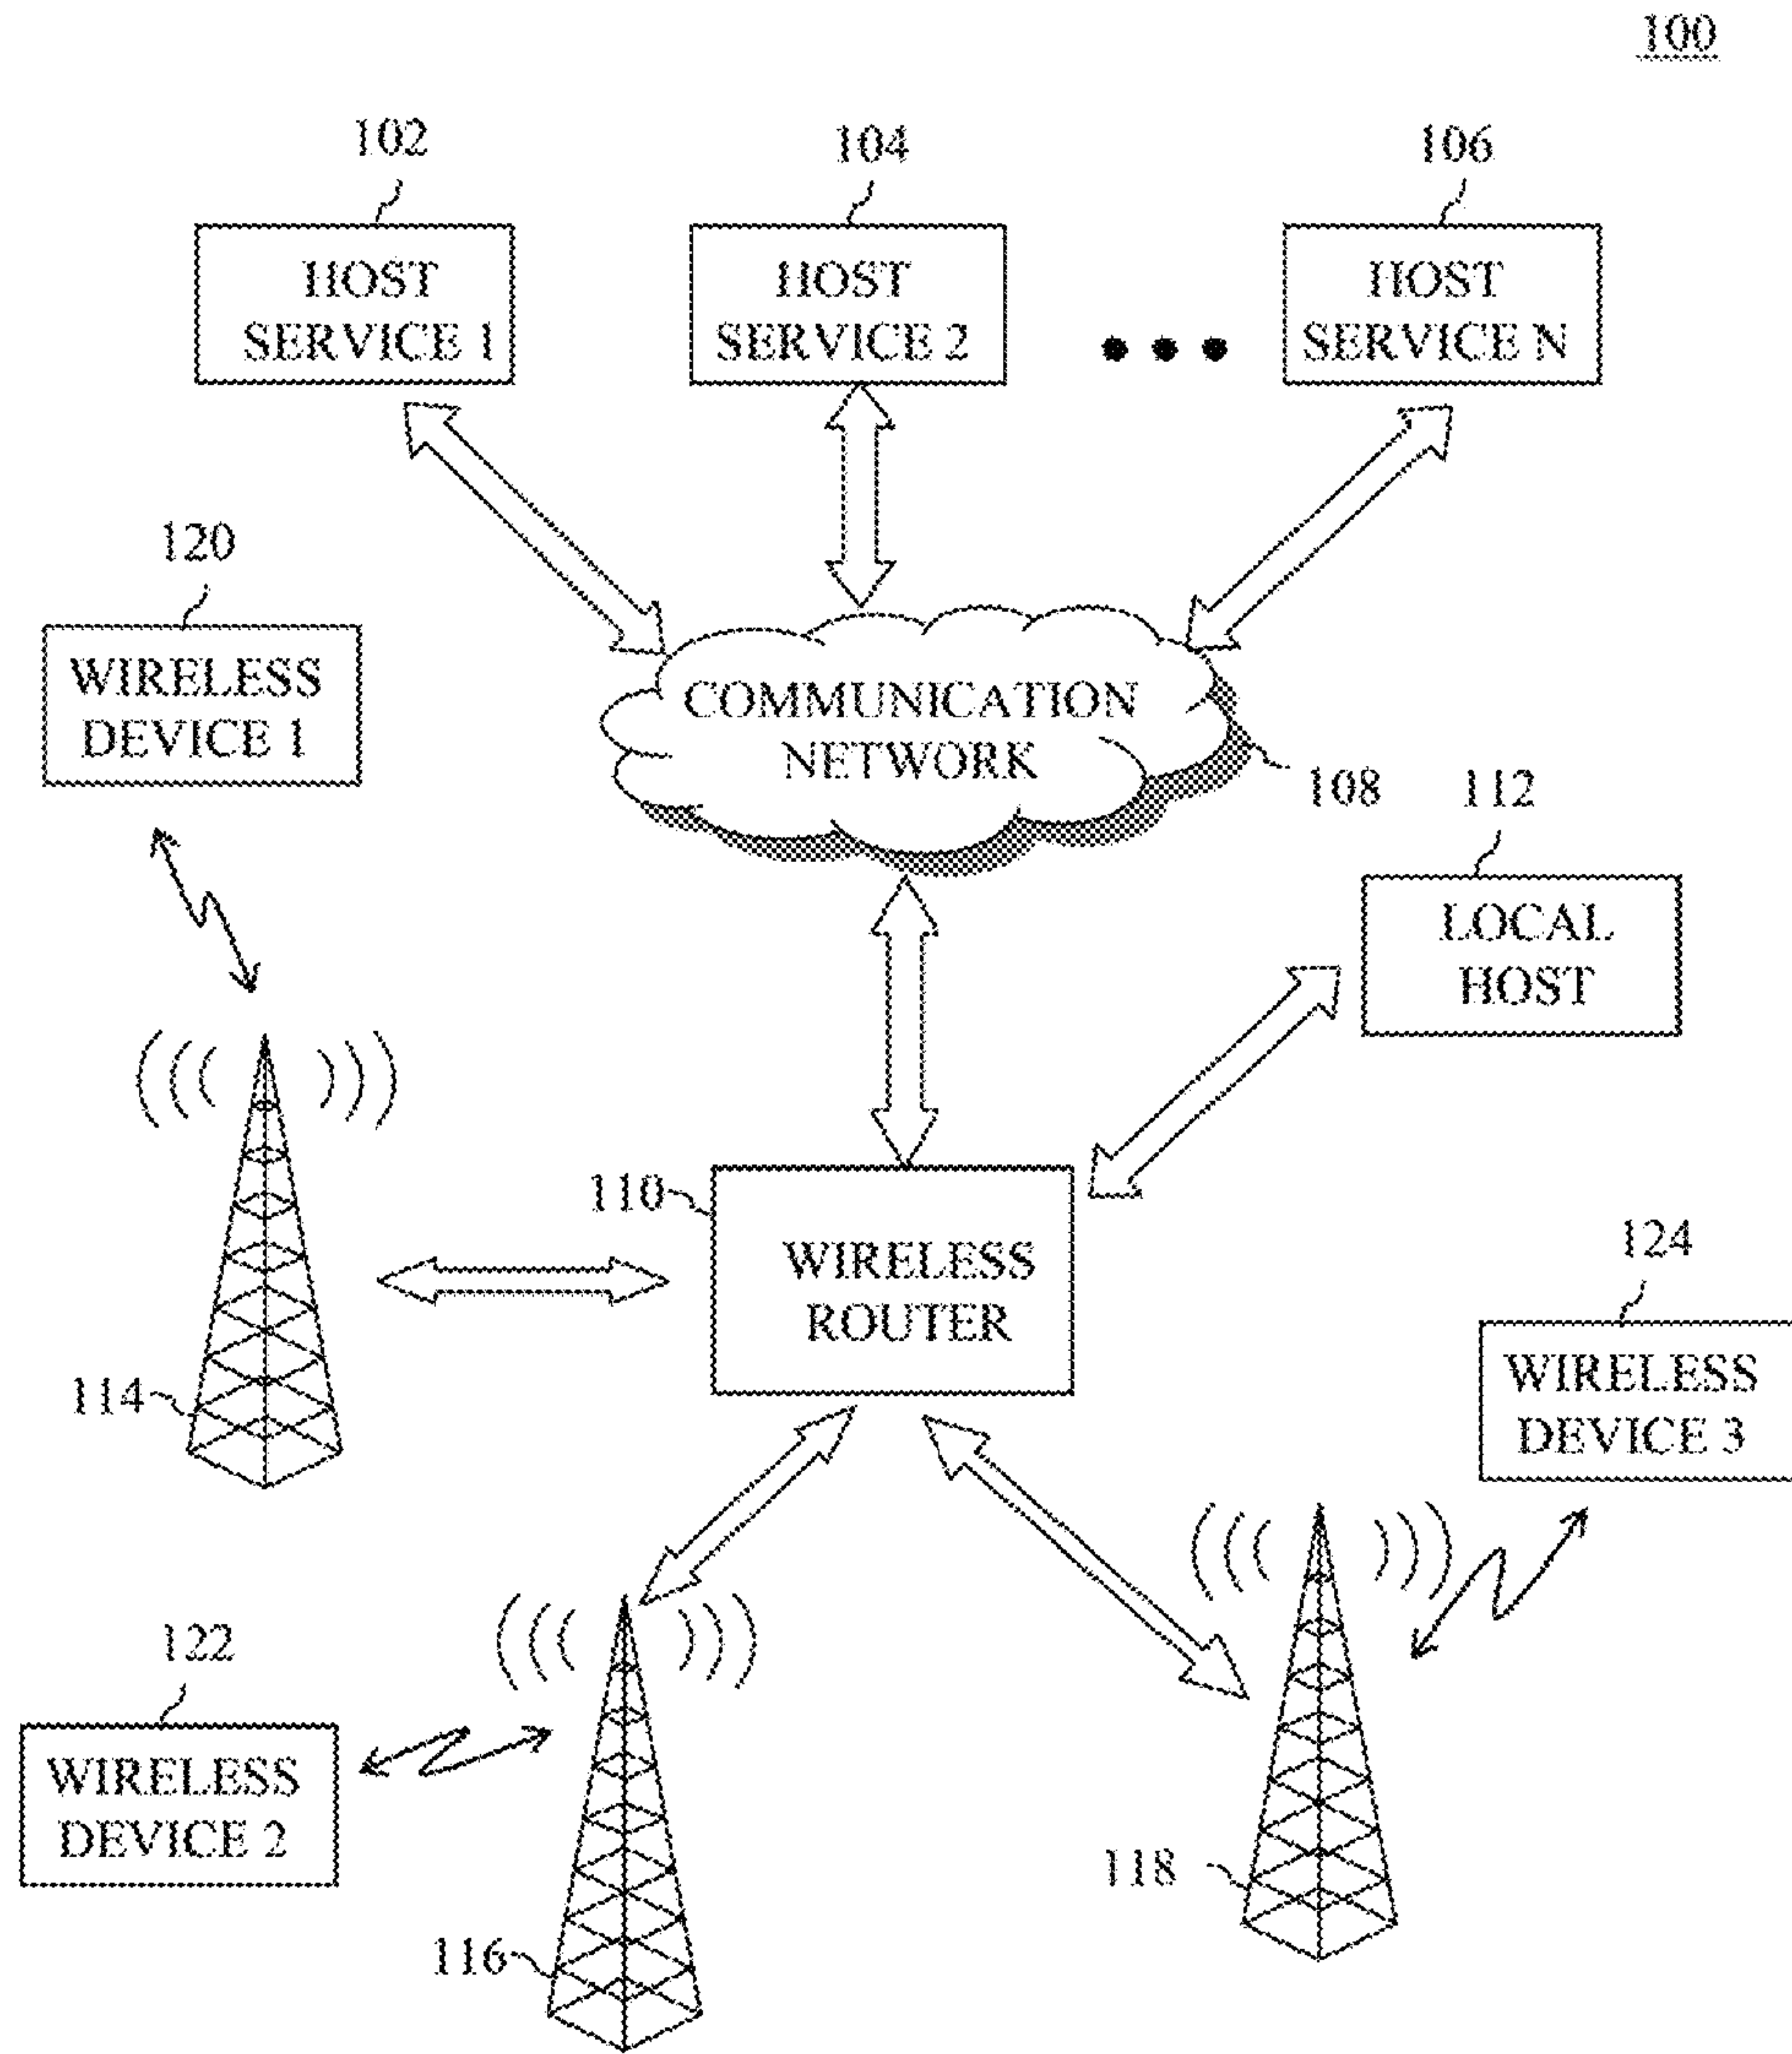 100
102
104
106
HOST
SERVICE 1
HOST
SERVICE 2
HOST
SERVICE N
120
WIRELESS
DEVICE 1
COMMUNICATION
NETWORK
108
112
LOCAL
HOST
110
WIRELESS
ROUTER
114
124
WIRELESS
DEVICE 3
122
WIRELESS
DEVICE 2
118
116